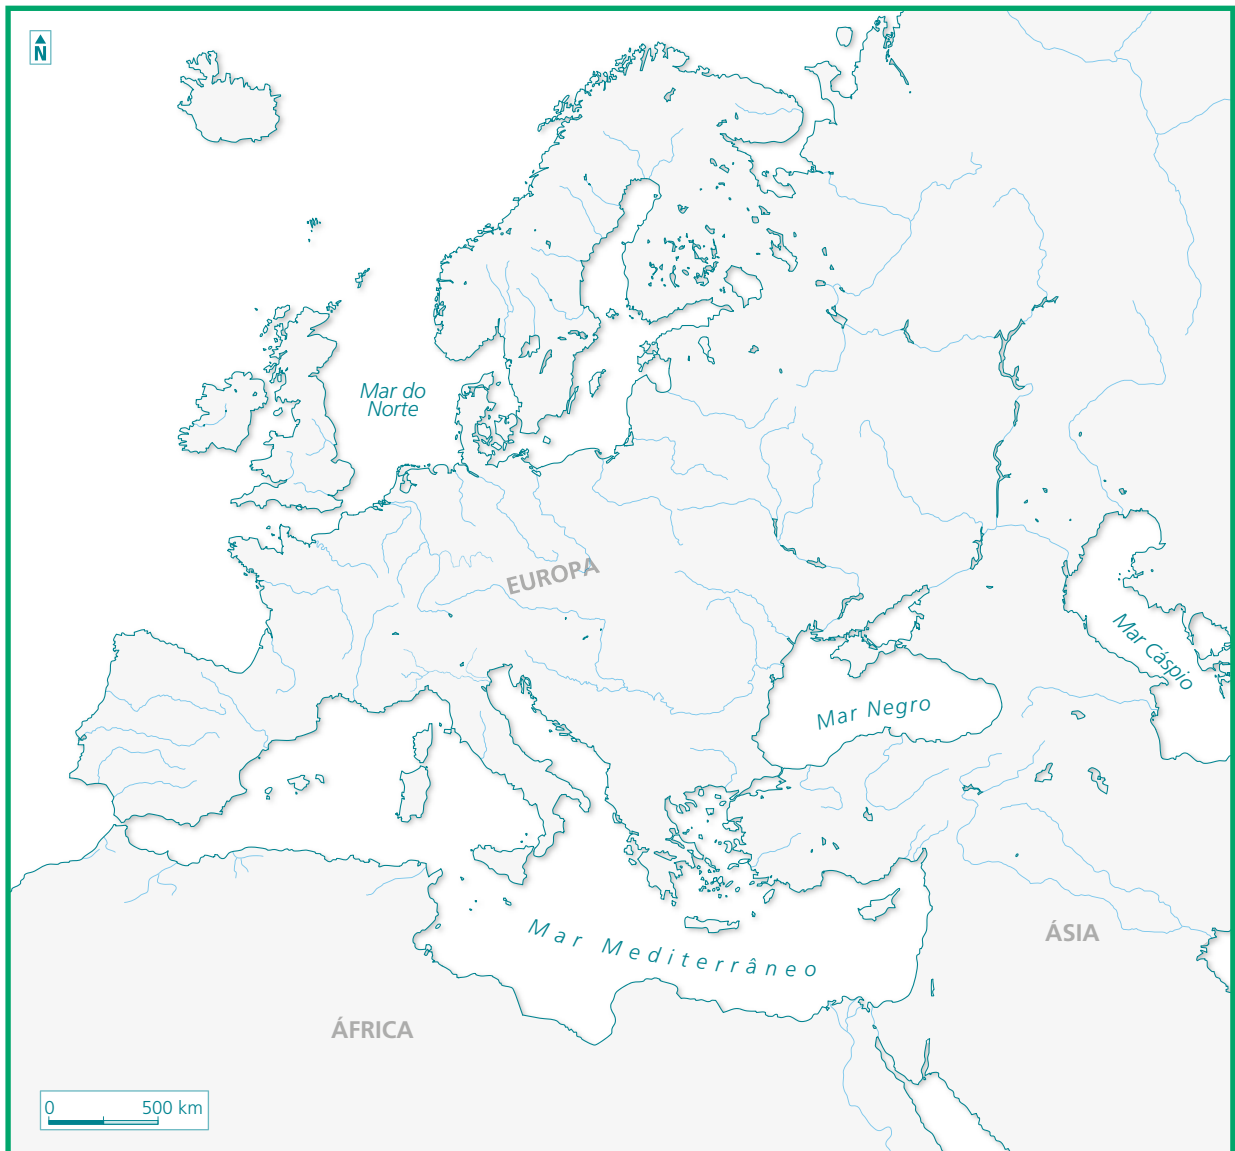 N
Mar do
Norte
EUROPA
Mar Cáspio
Mar Negro
Mar Mediterrâneo
ÁSIA
ÁFRICA
0 500 km